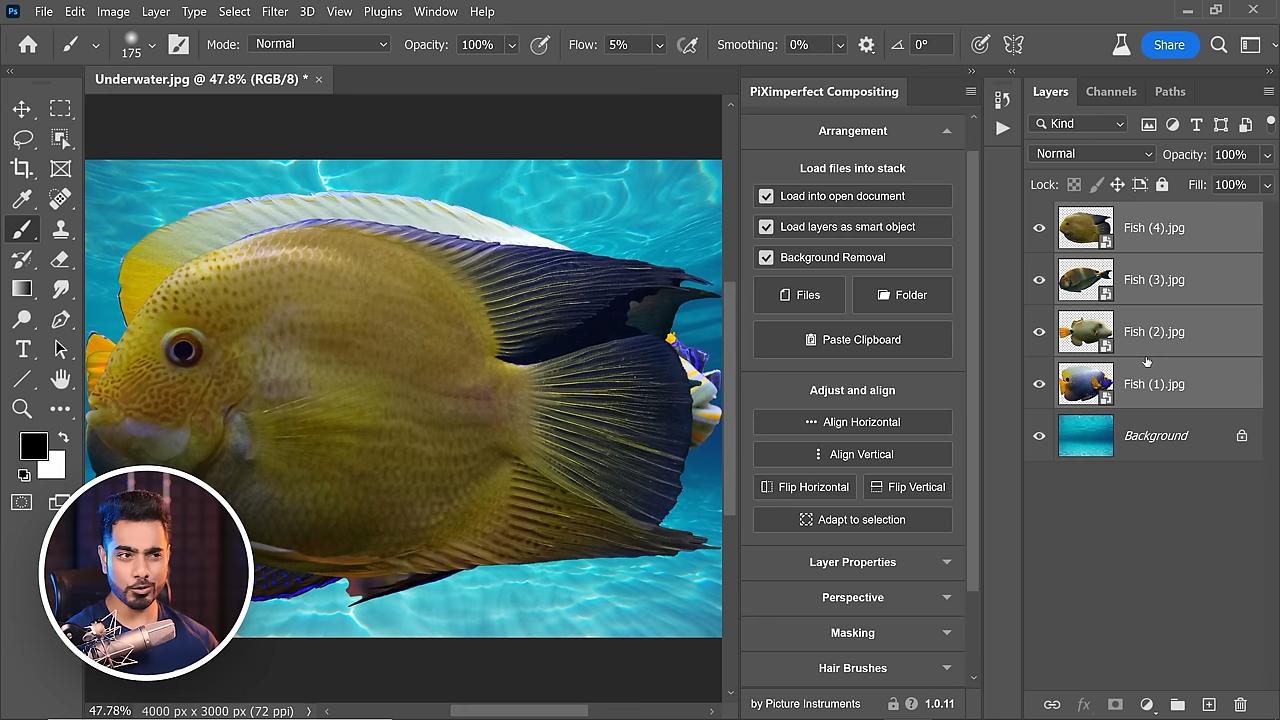 Ps File Edit Image Layer Type Select Filter 3D View Plugins Window Help
175 Mode: Normal Opacity: 100% Flow: 5% Smoothing: 0% 0° Share
Underwater.jpg @ 47.8% (RGB/8) * ×
PiXimperfect Compositing
Arrangement
Load files into stack
Load into open document
Load layers as smart object
Background Removal
Files Folder
Paste Clipboard
Adjust and align
Align Horizontal
Align Vertical
Flip Horizontal Flip Vertical
Adapt to selection
Layer Properties
Perspective
Masking
Hair Brushes
by Picture Instruments 1.0.11
Layers Channels Paths
Kind
Normal Opacity: 100%
Lock: Fill: 100%
Fish (4).jpg
Fish (3).jpg
Fish (2).jpg
Fish (1).jpg
Background
fx
47.78% 4000 px x 3000 px (72 ppi)